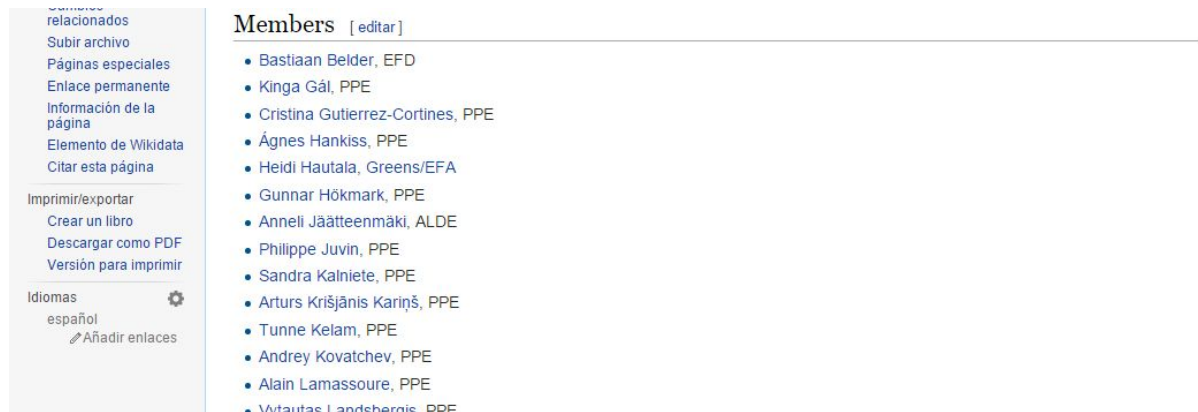 relacionados
Subir archivo
Páginas especiales
Enlace permanente
Información de la
página
Elemento de Wikidata
Citar esta página
Imprimir/exportar
Crear un libro
Descargar como PDF
Versión para imprimir
Idiomas
español
Añadir enlaces
Members [ editar ]
Bastiaan Belder, EFD
Kinga Gál, PPE
Cristina Gutierrez-Cortines, PPE
Ágnes Hankiss, PPE
Heidi Hautala, Greens/EFA
Gunnar Hökmark, PPE
Anneli Jäätteenmäki, ALDE
Philippe Juvin, PPE
Sandra Kalniete, PPE
Arturs Krišjānis Kariņš, PPE
Tunne Kelam, PPE
Andrey Kovatchev, PPE
Alain Lamassoure, PPE
Vytautas Landsbergis, PPE